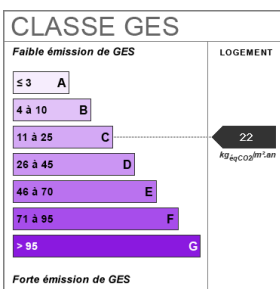 CLASSE GES
Faible émission de GES
LOGEMENT
≤ 3 A
4 à 10 B
11 à 25 C
22
kgéqCO2/m².an
26 à 45 D
46 à 70 E
71 à 95 F
> 95 G
Forte émission de GES